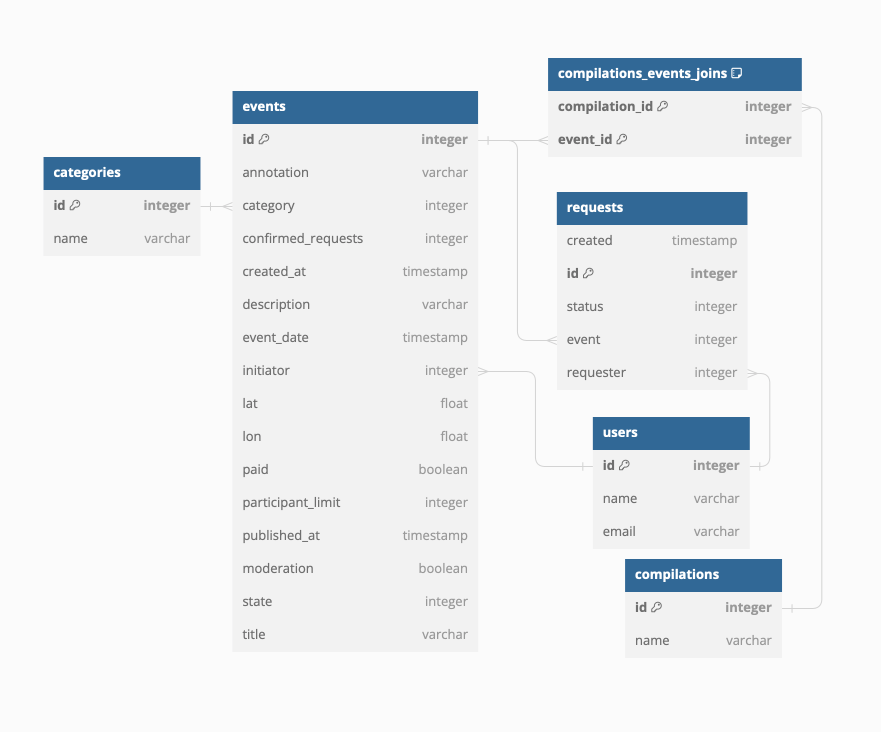 categories
id integer
name varchar
events
id integer
annotation varchar
category integer
confirmed_requests integer
created_at timestamp
description varchar
event_date timestamp
initiator integer
lat float
lon float
paid boolean
participant_limit integer
published_at timestamp
moderation boolean
state integer
title varchar
compilations_events_joins
compilation_id integer
event_id integer
requests
created timestamp
id integer
status integer
event integer
requester integer
users
id integer
name varchar
email varchar
compilations
id integer
name varchar